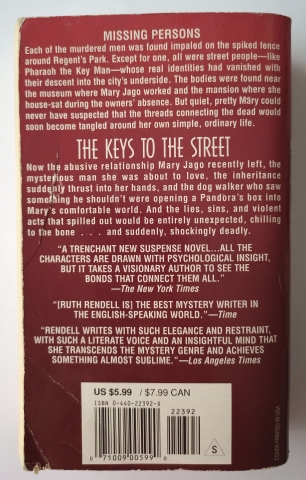 MISSING PERSONS
Each of the murdered men was found impaled on the spiked fence
around Regent's Park. Except for one, all were street people—like
Pharaoh the Key Man—whose real identities had vanished with
their descent into the city's underside. The bodies were found near
the museum where Mary Jago worked and the mansion where she
house-sat during the owners' absence. But quiet, pretty Mary could
never have suspected that the threads connecting the dead would
soon become tangled around her own simple, ordinary life.
THE KEYS TO THE STREET
Now the abusive relationship Mary Jago recently left, the
mysterious man she was about to love, the inheritance
suddenly thrust into her hands, and the dog walker who saw
something he shouldn't were opening a Pandora's box into
Mary's comfortable world. And the lies, sins, and violent
acts that spilled out would be entirely unexpected, chilling
to the bone . . . and suddenly, shockingly deadly.
"A TRENCHANT NEW SUSPENSE NOVEL...ALL THE
CHARACTERS ARE DRAWN WITH PSYCHOLOGICAL INSIGHT,
BUT IT TAKES A VISIONARY AUTHOR TO SEE THE
BONDS THAT CONNECT THEM ALL."
—The New York Times
"[RUTH RENDELL IS] THE BEST MYSTERY WRITER IN
THE ENGLISH-SPEAKING WORLD." —Time
"RENDELL WRITES WITH SUCH ELEGANCE AND RESTRAINT,
WITH SUCH A LITERATE VOICE AND AN INSIGHTFUL MIND THAT
SHE TRANSCENDS THE MYSTERY GENRE AND ACHIEVES
SOMETHING ALMOST SUBLIME." —Los Angeles Times
US $5.99 / $7.99 CAN
ISBN 0-440-22392-X
22392
0 71009 00599 0
S
COVER PRINTED IN USA